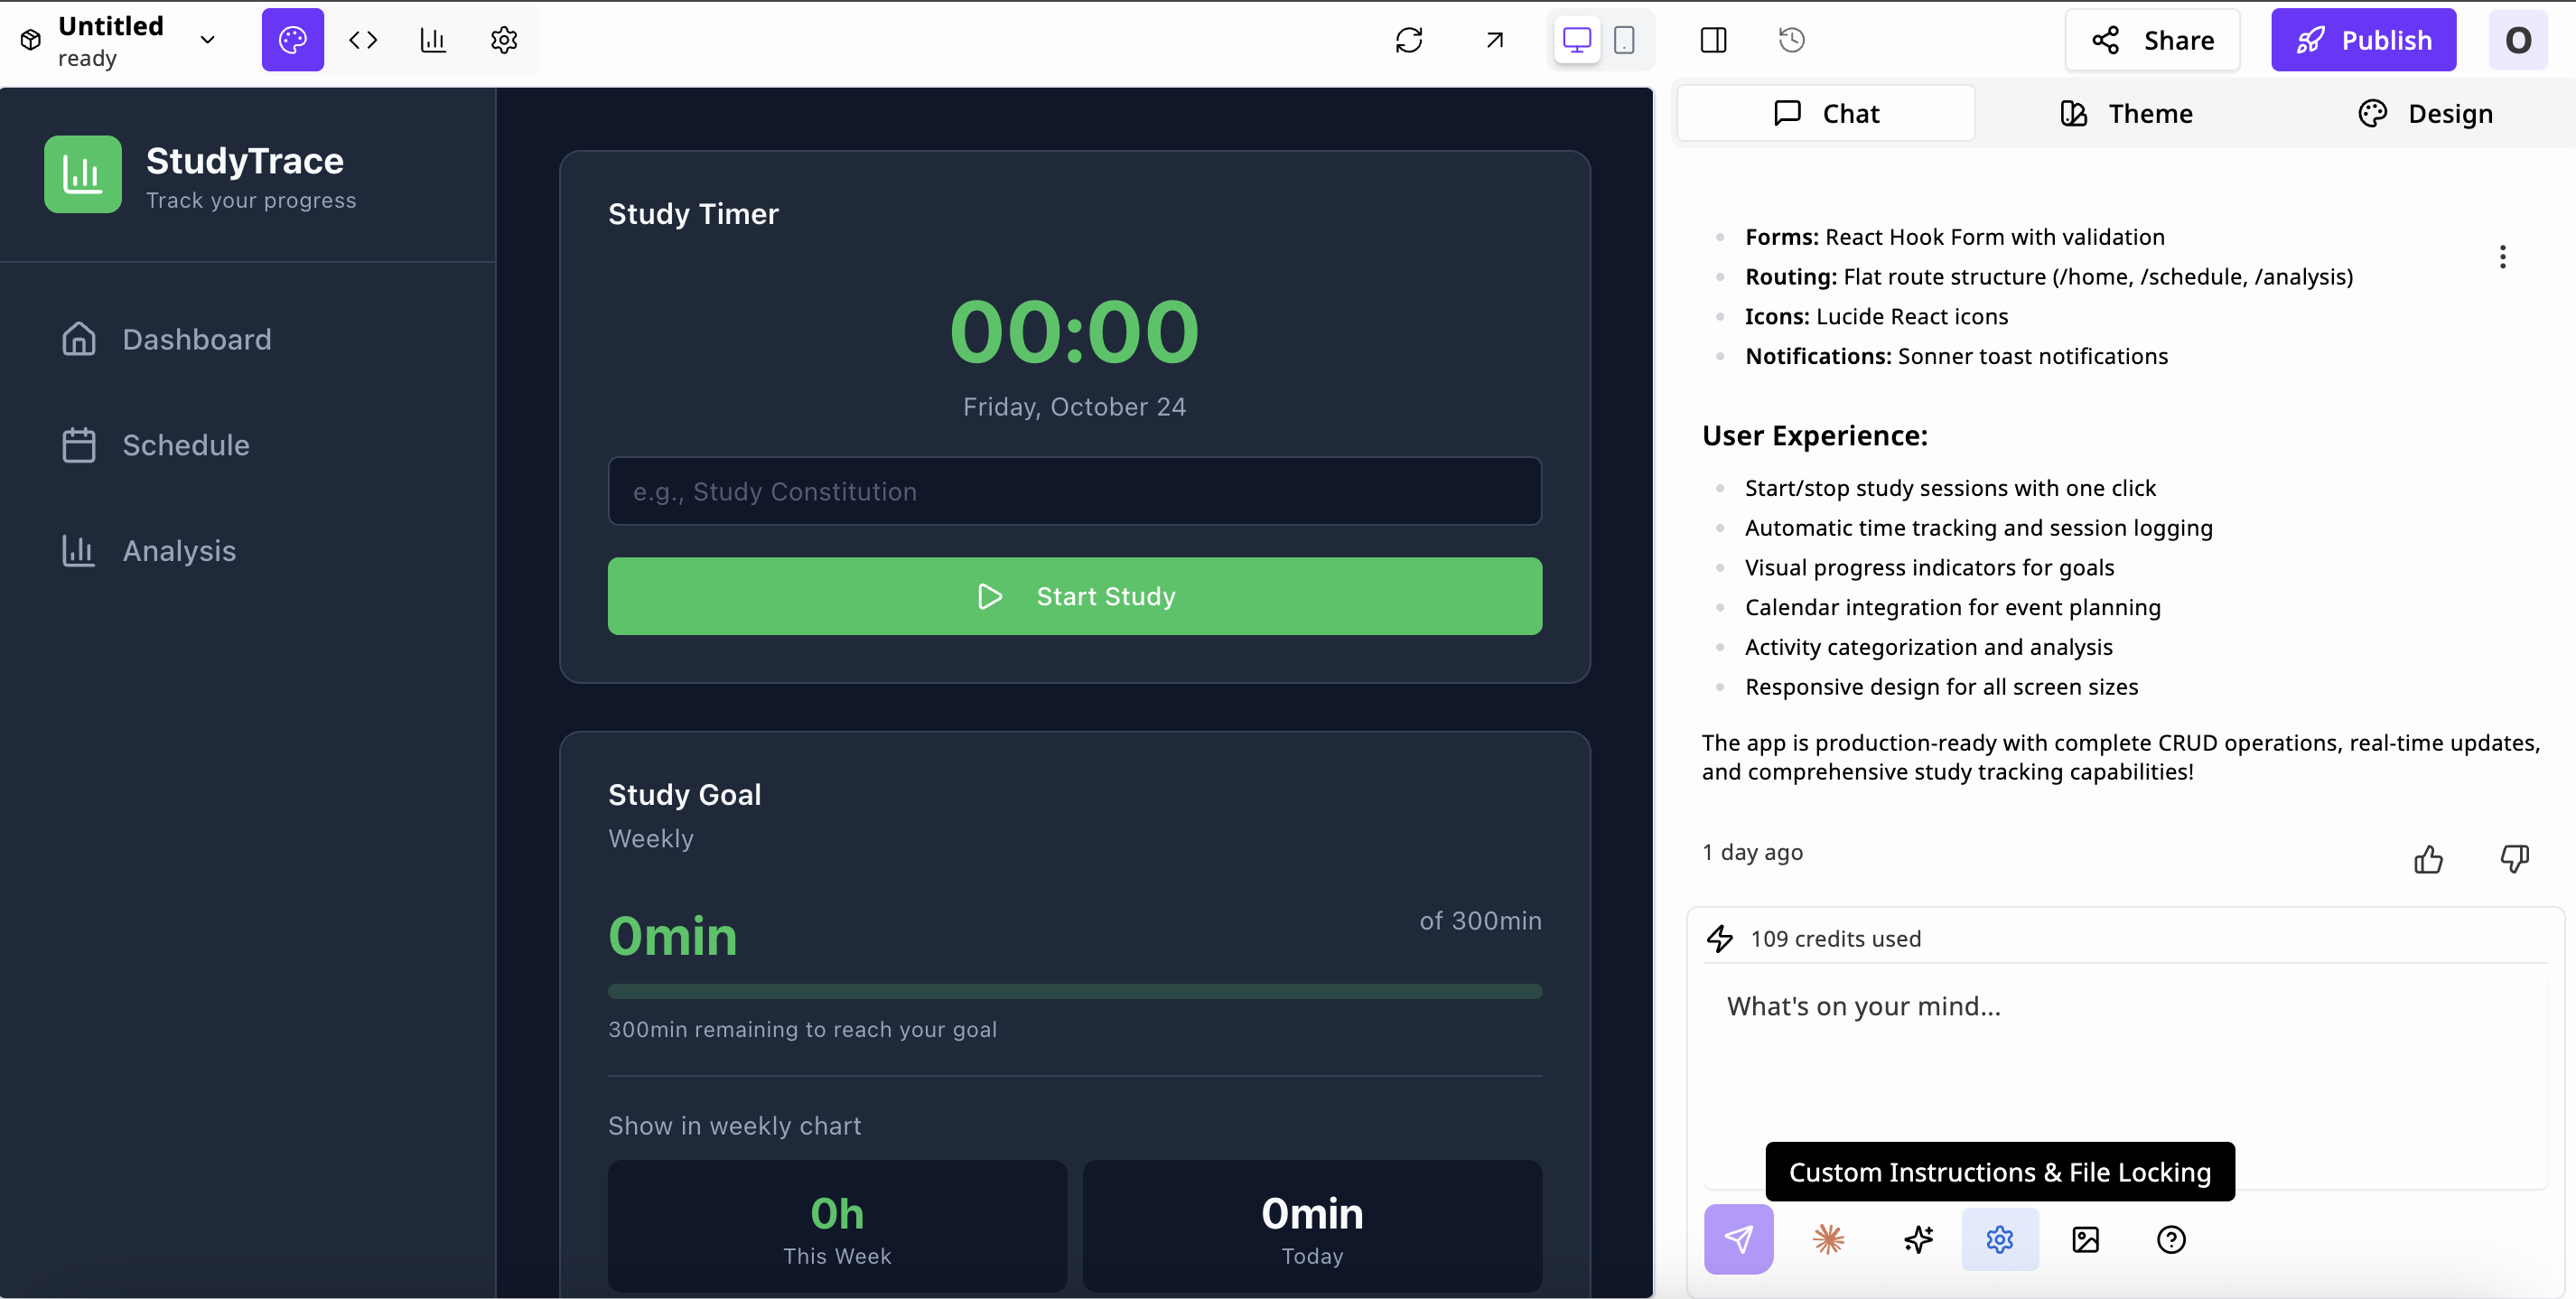 Untitled
ready
Share
Publish
O
StudyTrace
Track your progress
Dashboard
Schedule
Analysis
Study Timer
00:00
Friday, October 24
e.g., Study Constitution
Start Study
Study Goal
Weekly
0min
of 300min
300min remaining to reach your goal
Show in weekly chart
0h
This Week
0min
Today
Chat
Theme
Design
Forms: React Hook Form with validation
Routing: Flat route structure (/home, /schedule, /analysis)
Icons: Lucide React icons
Notifications: Sonner toast notifications
User Experience:
Start/stop study sessions with one click
Automatic time tracking and session logging
Visual progress indicators for goals
Calendar integration for event planning
Activity categorization and analysis
Responsive design for all screen sizes
The app is production-ready with complete CRUD operations, real-time updates,
and comprehensive study tracking capabilities!
1 day ago
109 credits used
What's on your mind...
Custom Instructions & File Locking